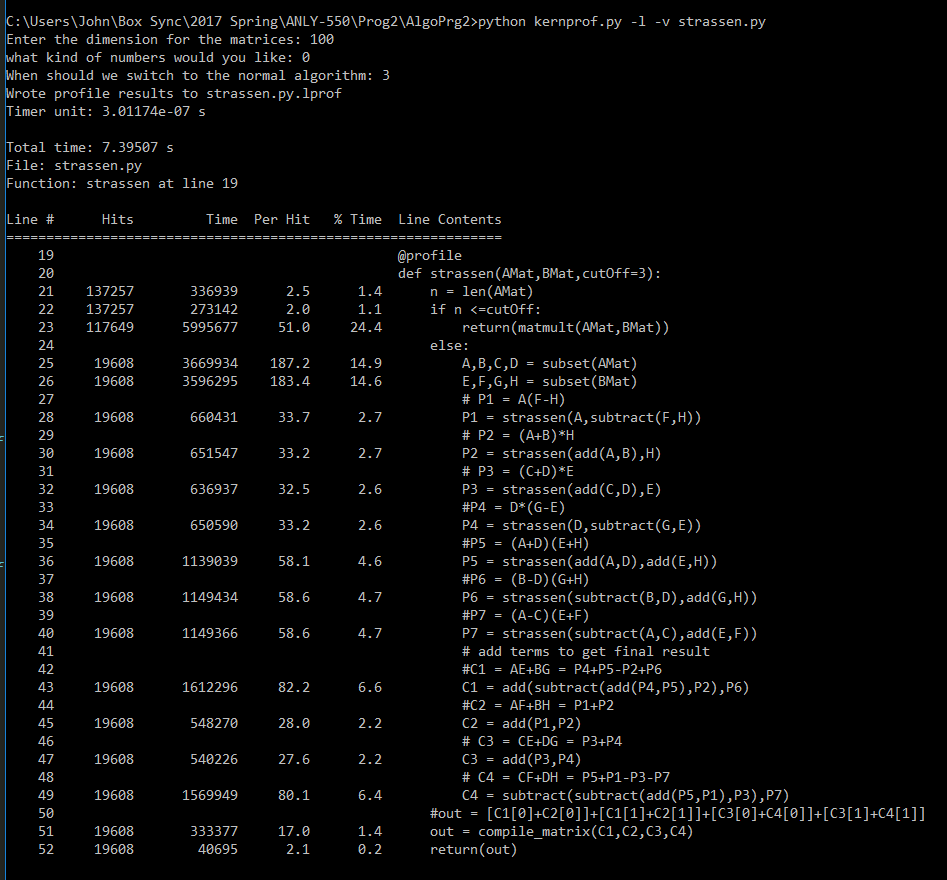 C:\Users\John\Box Sync\2017 Spring\ANLY-550\Prog2\AlgoPrg2>python kernprof.py -l -v strassen.py
Enter the dimension for the matrices: 100
what kind of numbers would you like: 0
When should we switch to the normal algorithm: 3
Wrote profile results to strassen.py.lprof
Timer unit: 3.01174e-07 s

Total time: 7.39507 s
File: strassen.py
Function: strassen at line 19

Line #      Hits         Time  Per Hit   % Time  Line Contents
==============================================================
    19                                           @profile
    20                                           def strassen(AMat,BMat,cutOff=3):
    21    137257       336939      2.5      1.4      n = len(AMat)
    22    137257       273142      2.0      1.1      if n <=cutOff:
    23    117649      5995677     51.0     24.4          return(matmult(AMat,BMat))
    24                                               else:
    25     19608      3669934    187.2     14.9          A,B,C,D = subset(AMat)
    26     19608      3596295    183.4     14.6          E,F,G,H = subset(BMat)
    27                                                   # P1 = A(F-H)
    28     19608       660431     33.7      2.7          P1 = strassen(A,subtract(F,H))
    29                                                   # P2 = (A+B)*H
    30     19608       651547     33.2      2.7          P2 = strassen(add(A,B),H)
    31                                                   # P3 = (C+D)*E
    32     19608       636937     32.5      2.6          P3 = strassen(add(C,D),E)
    33                                                   #P4 = D*(G-E)
    34     19608       650590     33.2      2.6          P4 = strassen(D,subtract(G,E))
    35                                                   #P5 = (A+D)(E+H)
    36     19608      1139039     58.1      4.6          P5 = strassen(add(A,D),add(E,H))
    37                                                   #P6 = (B-D)(G+H)
    38     19608      1149434     58.6      4.7          P6 = strassen(subtract(B,D),add(G,H))
    39                                                   #P7 = (A-C)(E+F)
    40     19608      1149366     58.6      4.7          P7 = strassen(subtract(A,C),add(E,F))
    41                                                   # add terms to get final result
    42                                                   #C1 = AE+BG = P4+P5-P2+P6
    43     19608      1612296     82.2      6.6          C1 = add(subtract(add(P4,P5),P2),P6)
    44                                                   #C2 = AF+BH = P1+P2
    45     19608       548270     28.0      2.2          C2 = add(P1,P2)
    46                                                   # C3 = CE+DG = P3+P4
    47     19608       540226     27.6      2.2          C3 = add(P3,P4)
    48                                                   # C4 = CF+DH = P5+P1-P3-P7
    49     19608      1569949     80.1      6.4          C4 = subtract(subtract(add(P5,P1),P3),P7)
    50                                               #out = [C1[0]+C2[0]]+[C1[1]+C2[1]]+[C3[0]+C4[0]]+[C3[1]+C4[1]]
    51     19608       333377     17.0      1.4      out = compile_matrix(C1,C2,C3,C4)
    52     19608        40695      2.1      0.2      return(out)